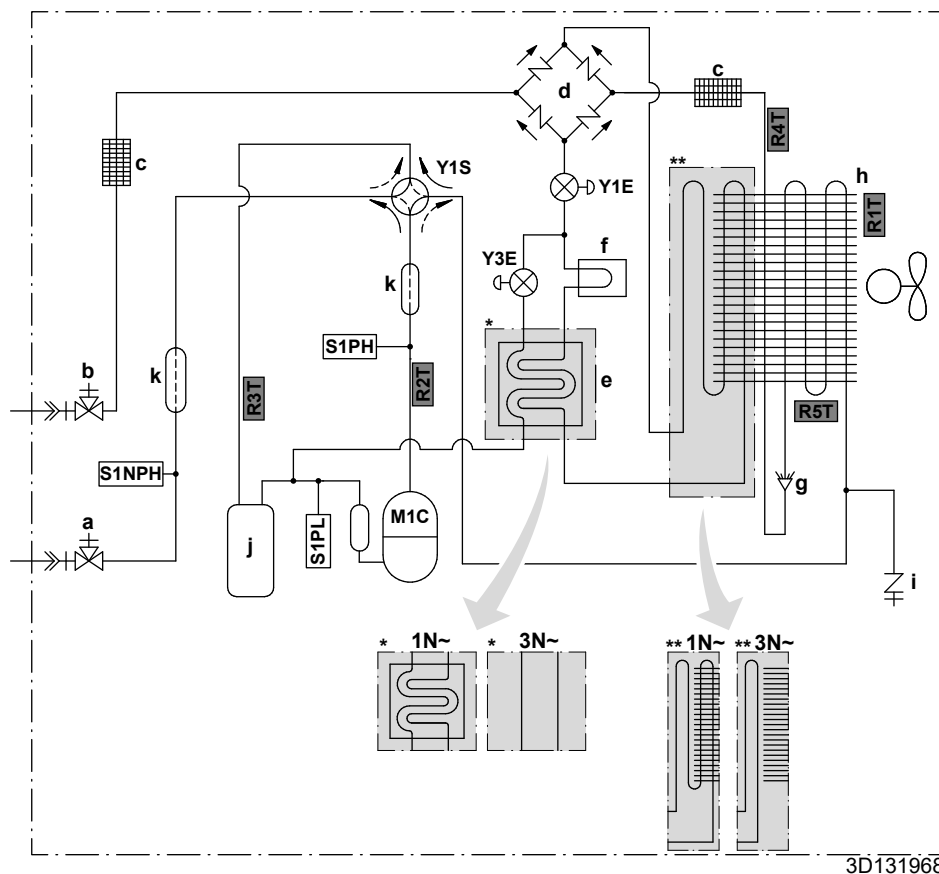 c
d
R4T
c
Y1S
**
h
R1T
Y1E
f
Y3E
k
*
S1PH
e
b
k
R3T
R2T
R5T
S1NPH
g
a
j
S1PL
M1C
i
* 1N~
* 3N~
** 1N~
** 3N~
3D131968